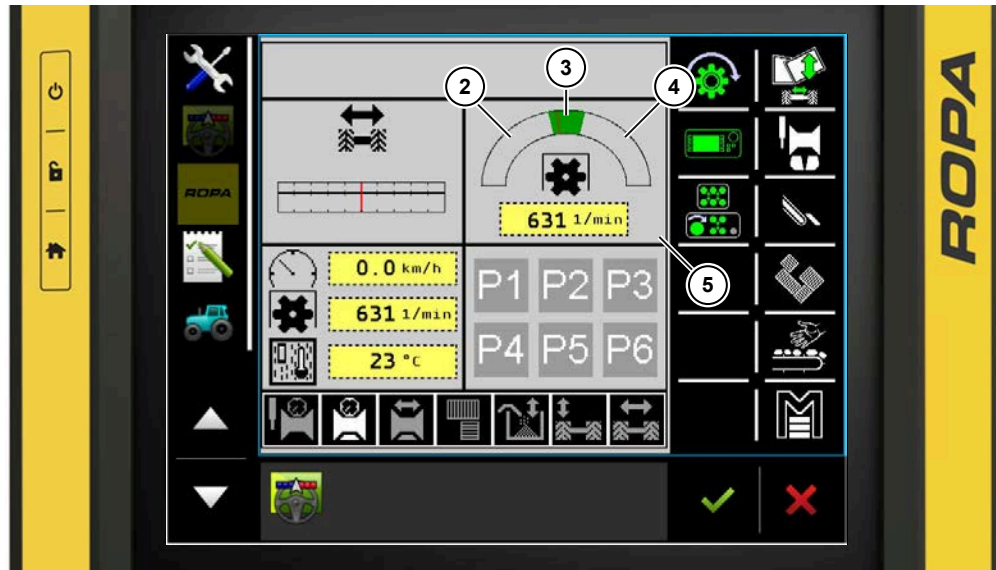 2
3
4
ROPA
ROPA
631 1/min
5
0.0 km/h
P1 P2 P3
631 1/min
23 °C
P4 P5 P6